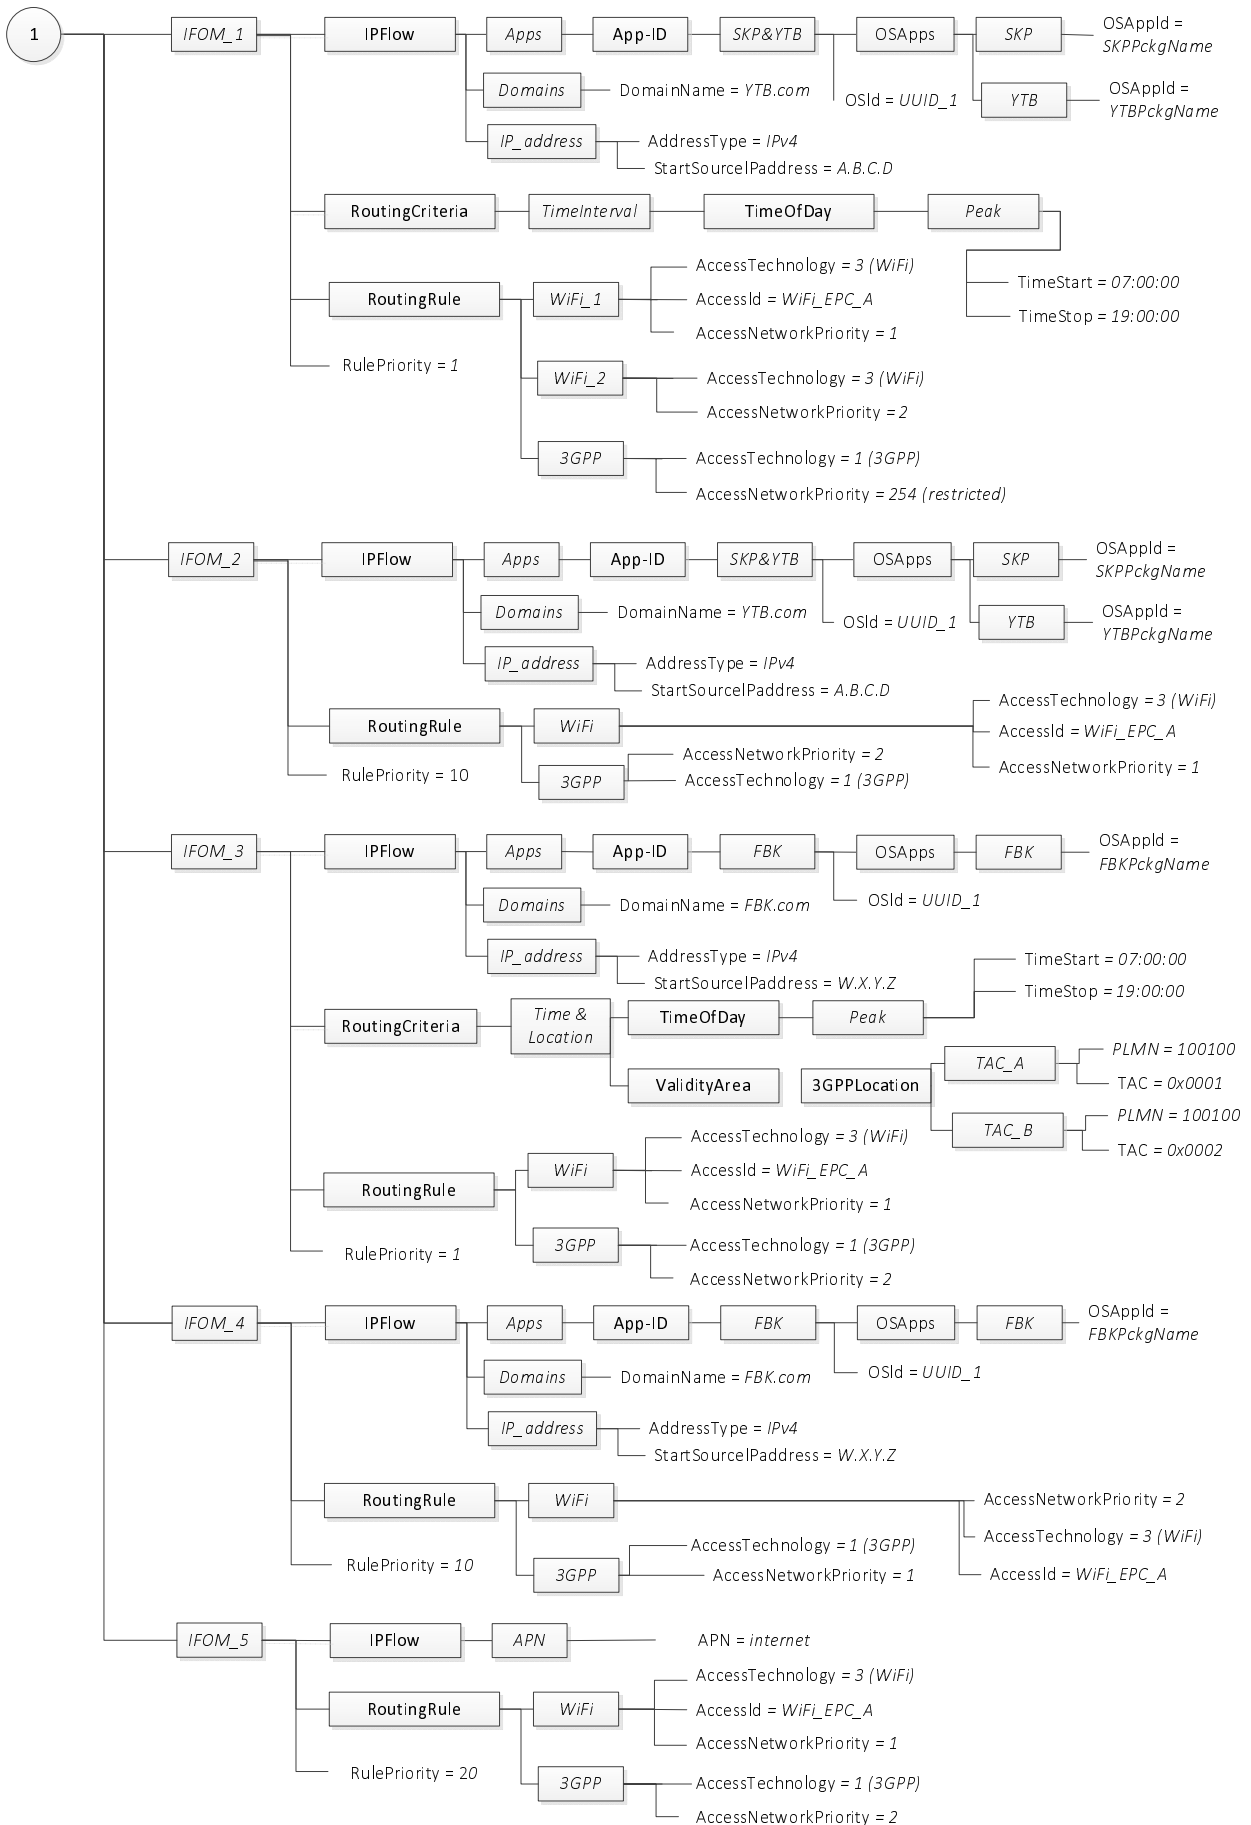 1
IFOM_1
IPFlow
Apps
App-ID
SKP&YTB
OSApps
SKP
OSAppId =
SKPPckgName
Domains
DomainName = YTB.com
OSId = UUID_1
YTB
OSAppId =
YTBPckgName
IP_address
AddressType = IPv4
StartSourceIPaddress = A.B.C.D
RoutingCriteria
TimeInterval
TimeOfDay
Peak
TimeStart = 07:00:00
TimeStop = 19:00:00
RoutingRule
WiFi_1
AccessTechnology = 3 (WiFi)
AccessId = WiFi_EPC_A
AccessNetworkPriority = 1
RulePriority = 1
WiFi_2
AccessTechnology = 3 (WiFi)
AccessNetworkPriority = 2
3GPP
AccessTechnology = 1 (3GPP)
AccessNetworkPriority = 254 (restricted)
IFOM_2
IPFlow
Apps
App-ID
SKP&YTB
OSApps
SKP
OSAppId =
SKPPckgName
Domains
DomainName = YTB.com
OSId = UUID_1
YTB
OSAppId =
YTBPckgName
IP_address
AddressType = IPv4
StartSourceIPaddress = A.B.C.D
RoutingRule
WiFi
AccessTechnology = 3 (WiFi)
AccessId = WiFi_EPC_A
AccessNetworkPriority = 1
RulePriority = 10
3GPP
AccessNetworkPriority = 2
AccessTechnology = 1 (3GPP)
IFOM_3
IPFlow
Apps
App-ID
FBK
OSApps
FBK
OSAppId =
FBKPckgName
Domains
DomainName = FBK.com
OSId = UUID_1
IP_address
AddressType = IPv4
StartSourceIPaddress = W.X.Y.Z
RoutingCriteria
Time &
Location
TimeOfDay
Peak
TimeStart = 07:00:00
TimeStop = 19:00:00
ValidityArea
3GPPLocation
TAC_A
PLMN = 100100
TAC = 0x0001
TAC_B
PLMN = 100100
TAC = 0x0002
RoutingRule
WiFi
AccessTechnology = 3 (WiFi)
AccessId = WiFi_EPC_A
AccessNetworkPriority = 1
RulePriority = 1
3GPP
AccessTechnology = 1 (3GPP)
AccessNetworkPriority = 2
IFOM_4
IPFlow
Apps
App-ID
FBK
OSApps
FBK
OSAppId =
FBKPckgName
Domains
DomainName = FBK.com
OSId = UUID_1
IP_address
AddressType = IPv4
StartSourceIPaddress = W.X.Y.Z
RoutingRule
WiFi
AccessNetworkPriority = 2
AccessTechnology = 3 (WiFi)
AccessId = WiFi_EPC_A
RulePriority = 10
3GPP
AccessTechnology = 1 (3GPP)
AccessNetworkPriority = 1
IFOM_5
IPFlow
APN
APN = internet
RoutingRule
WiFi
AccessTechnology = 3 (WiFi)
AccessId = WiFi_EPC_A
AccessNetworkPriority = 1
RulePriority = 20
3GPP
AccessTechnology = 1 (3GPP)
AccessNetworkPriority = 2